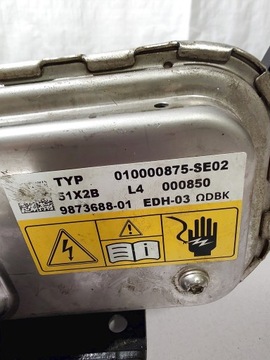 TYP 010000875-SE02
51X2B L4 000850
9873688-01 EDH-03 ΩDBK